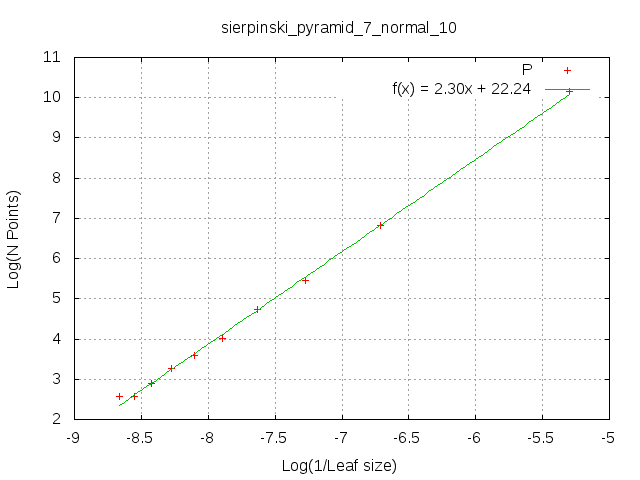 sierpinski_pyramid_7_normal_10
11
10
9
8
7
6
5
4
3
2
Log(N Points)
P
f(x) = 2.30x + 22.24
-9 -8.5 -8 -7.5 -7 -6.5 -6 -5.5 -5
Log(1/Leaf size)